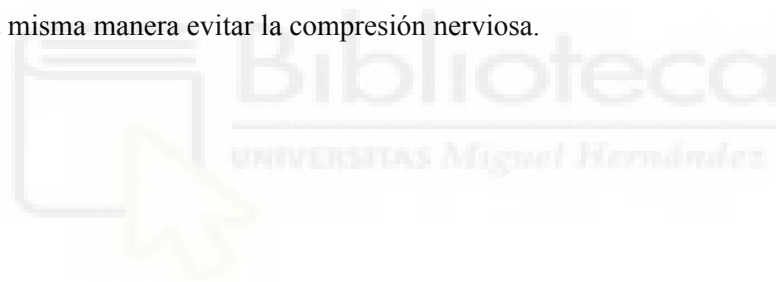 misma manera evitar la compresión nerviosa.
Biblioteca
UNIVERSITAS Miguel Hernández